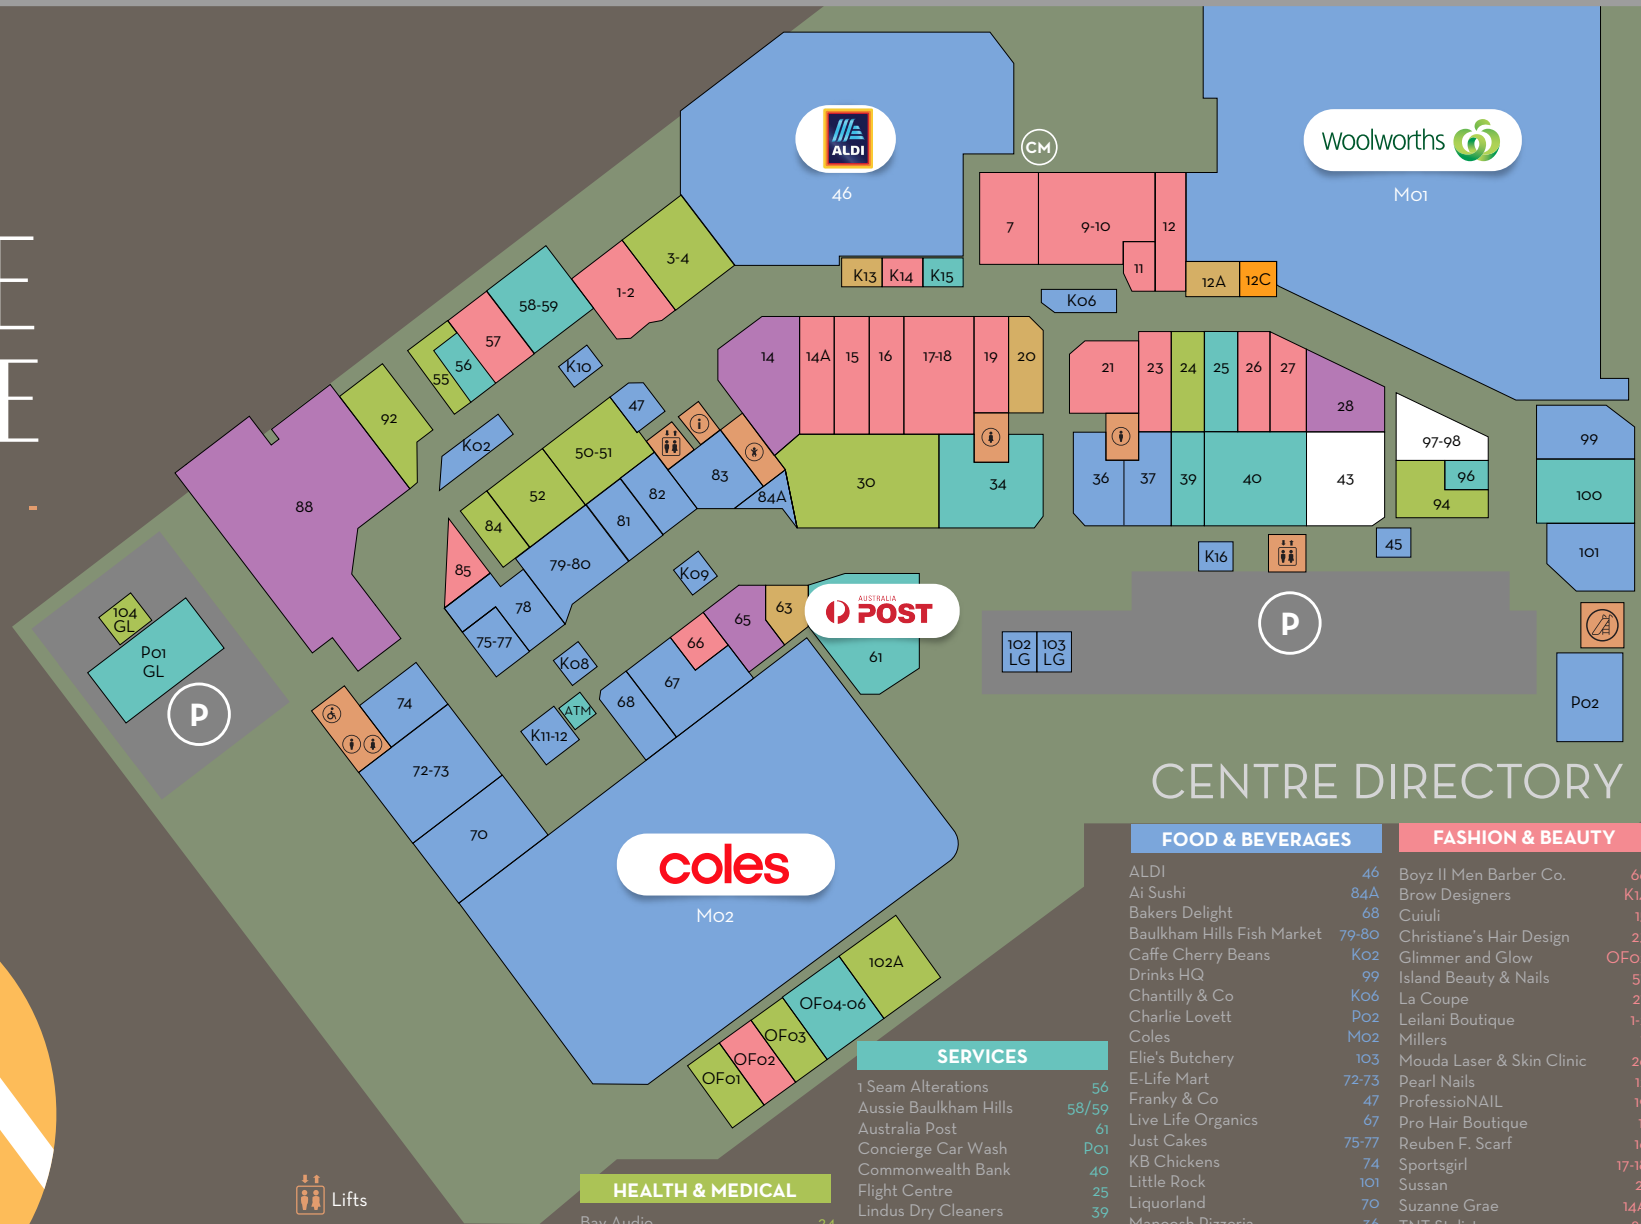 E
E
ALDI
46
CM
Woolworths
M01
7
9-10
12
11
12A
12C
K13
K14
K15
K06
3-4
1-2
58-59
57
56
55
K10
92
K02
88
14
14A
15
16
17-18
19
20
21
23
24
25
26
27
28
47
50-51
52
84
85
83
84A
82
81
79-80
78
75-77
30
34
36
37
39
40
43
97-98
96
94
99
100
101
45
K16
K09
K08
104
GL
P01
GL
P
AUSTRALIA
POST
61
63
65
66
67
68
ATM
K11-12
74
72-73
70
102
LG
103
LG
P
P02
coles
M02
102A
OF04-06
OF03
OF02
OF01
CENTRE DIRECTORY
FOOD & BEVERAGES
ALDI 46
Ai Sushi 84A
Bakers Delight 68
Baulkham Hills Fish Market 79-80
Caffe Cherry Beans K02
Drinks HQ 99
Chantilly & Co K06
Charlie Lovett P02
Coles M02
Elie's Butchery 103
E-Life Mart 72-73
Franky & Co 47
Live Life Organics 67
Just Cakes 75-77
KB Chickens 74
Little Rock 101
Liquorland 70
Manoosh Pizzeria 36
FASHION & BEAUTY
Boyz II Men Barber Co.
Brow Designers
Cuiuli
Christiane's Hair Design
Glimmer and Glow
Island Beauty & Nails
La Coupe
Leilani Boutique
Millers
Mouda Laser & Skin Clinic
Pearl Nails
ProfessioNAIL
Pro Hair Boutique
Reuben F. Scarf
Sportsgirl
Sussan
Suzanne Grae
SERVICES
1 Seam Alterations 56
Aussie Baulkham Hills 58/59
Australia Post 61
Concierge Car Wash P01
Commonwealth Bank 40
Flight Centre 25
Lindus Dry Cleaners 39
HEALTH & MEDICAL
Bay Audio 24
Lifts